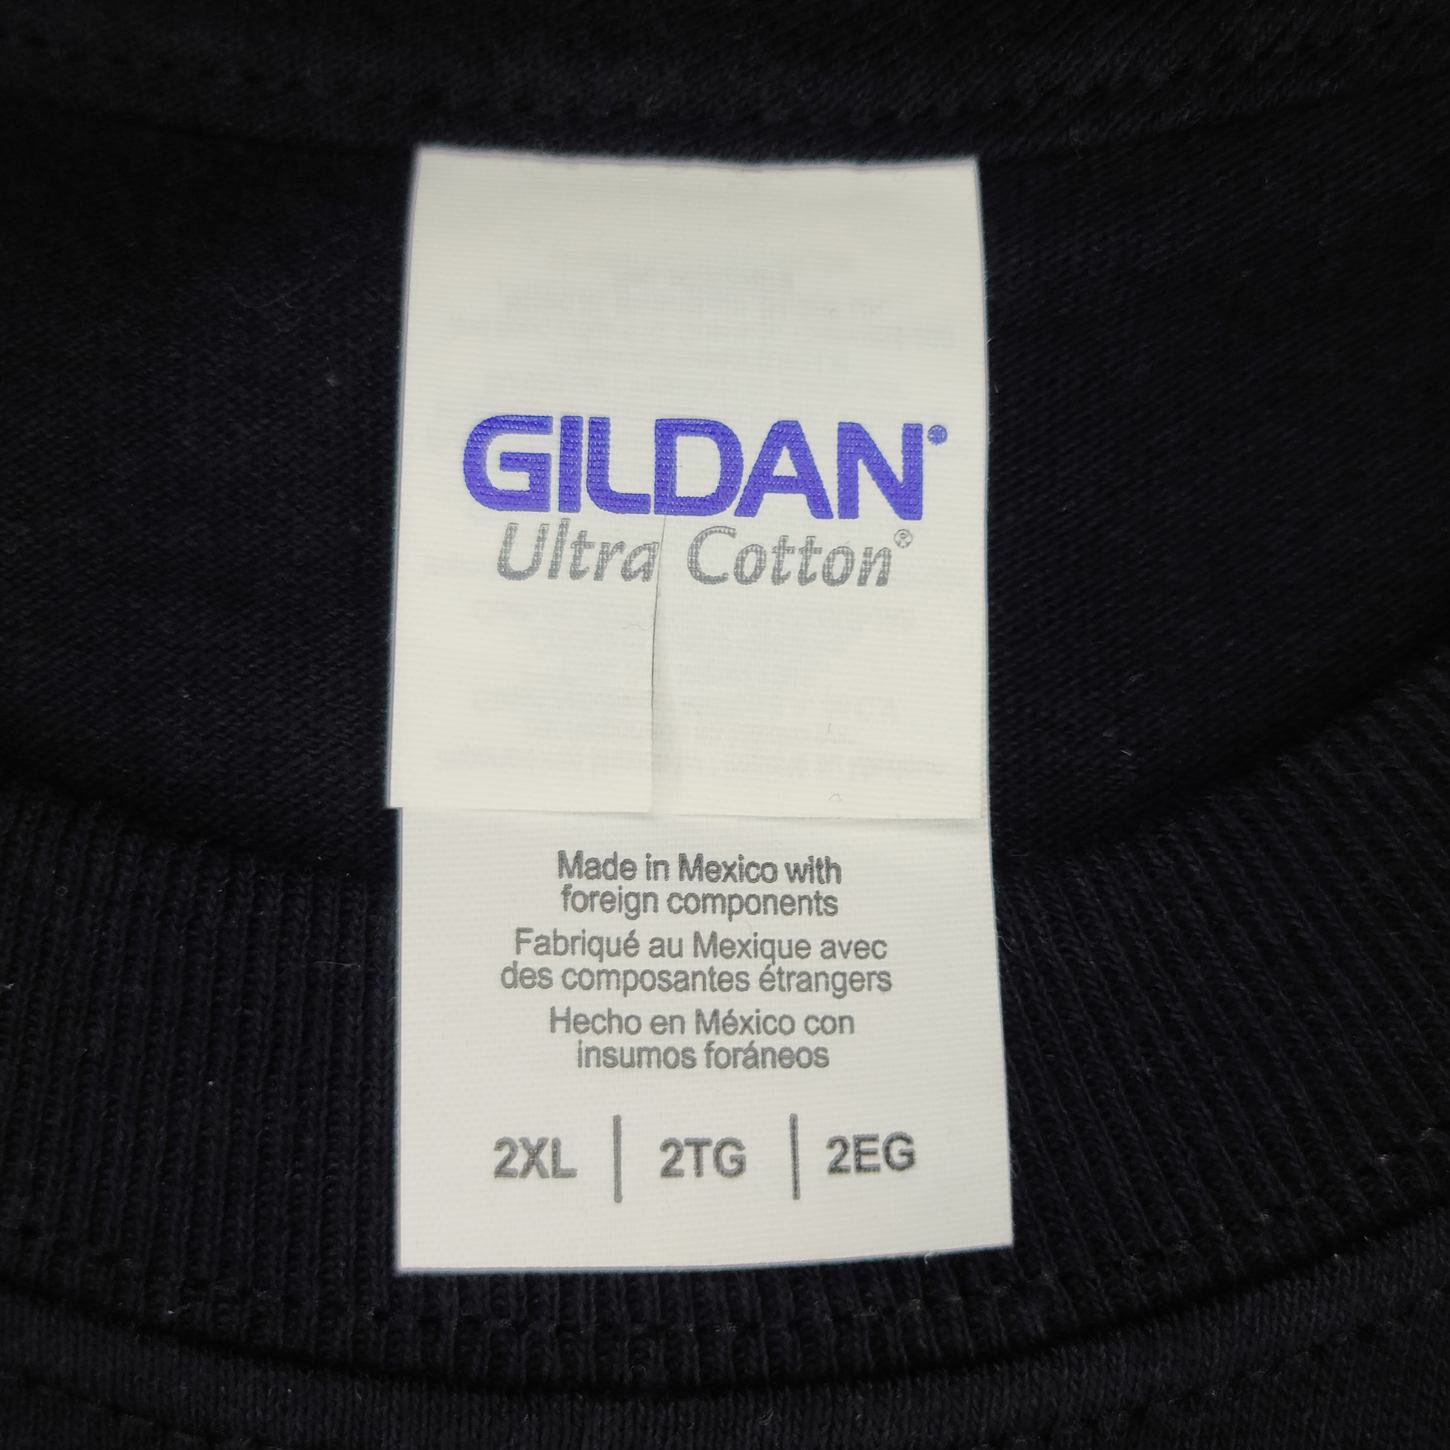 GILDAN®
Ultra Cotton®
Made in Mexico with
foreign components
Fabriqué au Mexique avec
des composantes étrangers
Hecho en México con
insumos foráneos
2XL | 2TG | 2EG